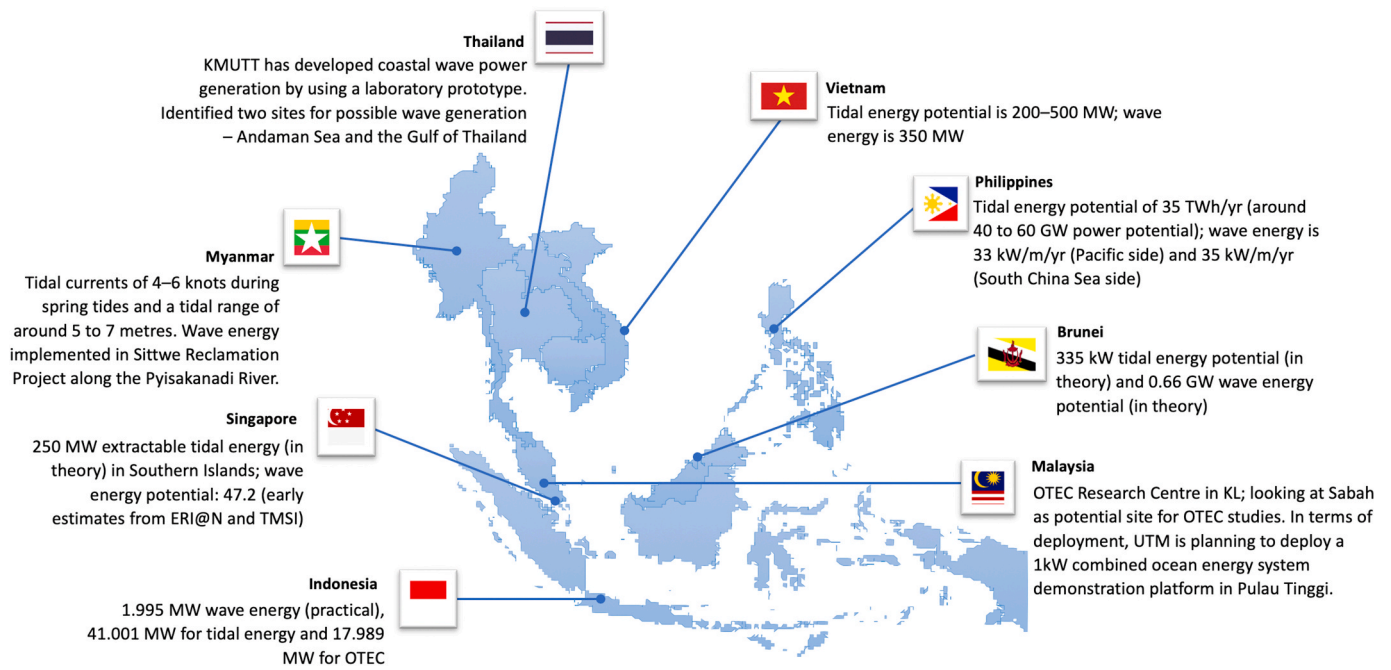 Thailand
KMUTT has developed coastal wave power
generation by using a laboratory prototype.
Identified two sites for possible wave generation
– Andaman Sea and the Gulf of Thailand
Vietnam
Tidal energy potential is 200–500 MW; wave
energy is 350 MW
Philippines
Tidal energy potential of 35 TWh/yr (around
40 to 60 GW power potential); wave energy is
33 kW/m/yr (Pacific side) and 35 kW/m/yr
(South China Sea side)
Myanmar
Tidal currents of 4–6 knots during
spring tides and a tidal range of
around 5 to 7 metres. Wave energy
implemented in Sittwe Reclamation
Project along the Pyisakanadi River.
Brunei
335 kW tidal energy potential (in
theory) and 0.66 GW wave energy
potential (in theory)
Singapore
250 MW extractable tidal energy (in
theory) in Southern Islands; wave
energy potential: 47.2 (early
estimates from ERI@N and TMSI)
Malaysia
OTEC Research Centre in KL; looking at Sabah
as potential site for OTEC studies. In terms of
deployment, UTM is planning to deploy a
1kW combined ocean energy system
demonstration platform in Pulau Tinggi.
Indonesia
1.995 MW wave energy (practical),
41.001 MW for tidal energy and 17.989
MW for OTEC